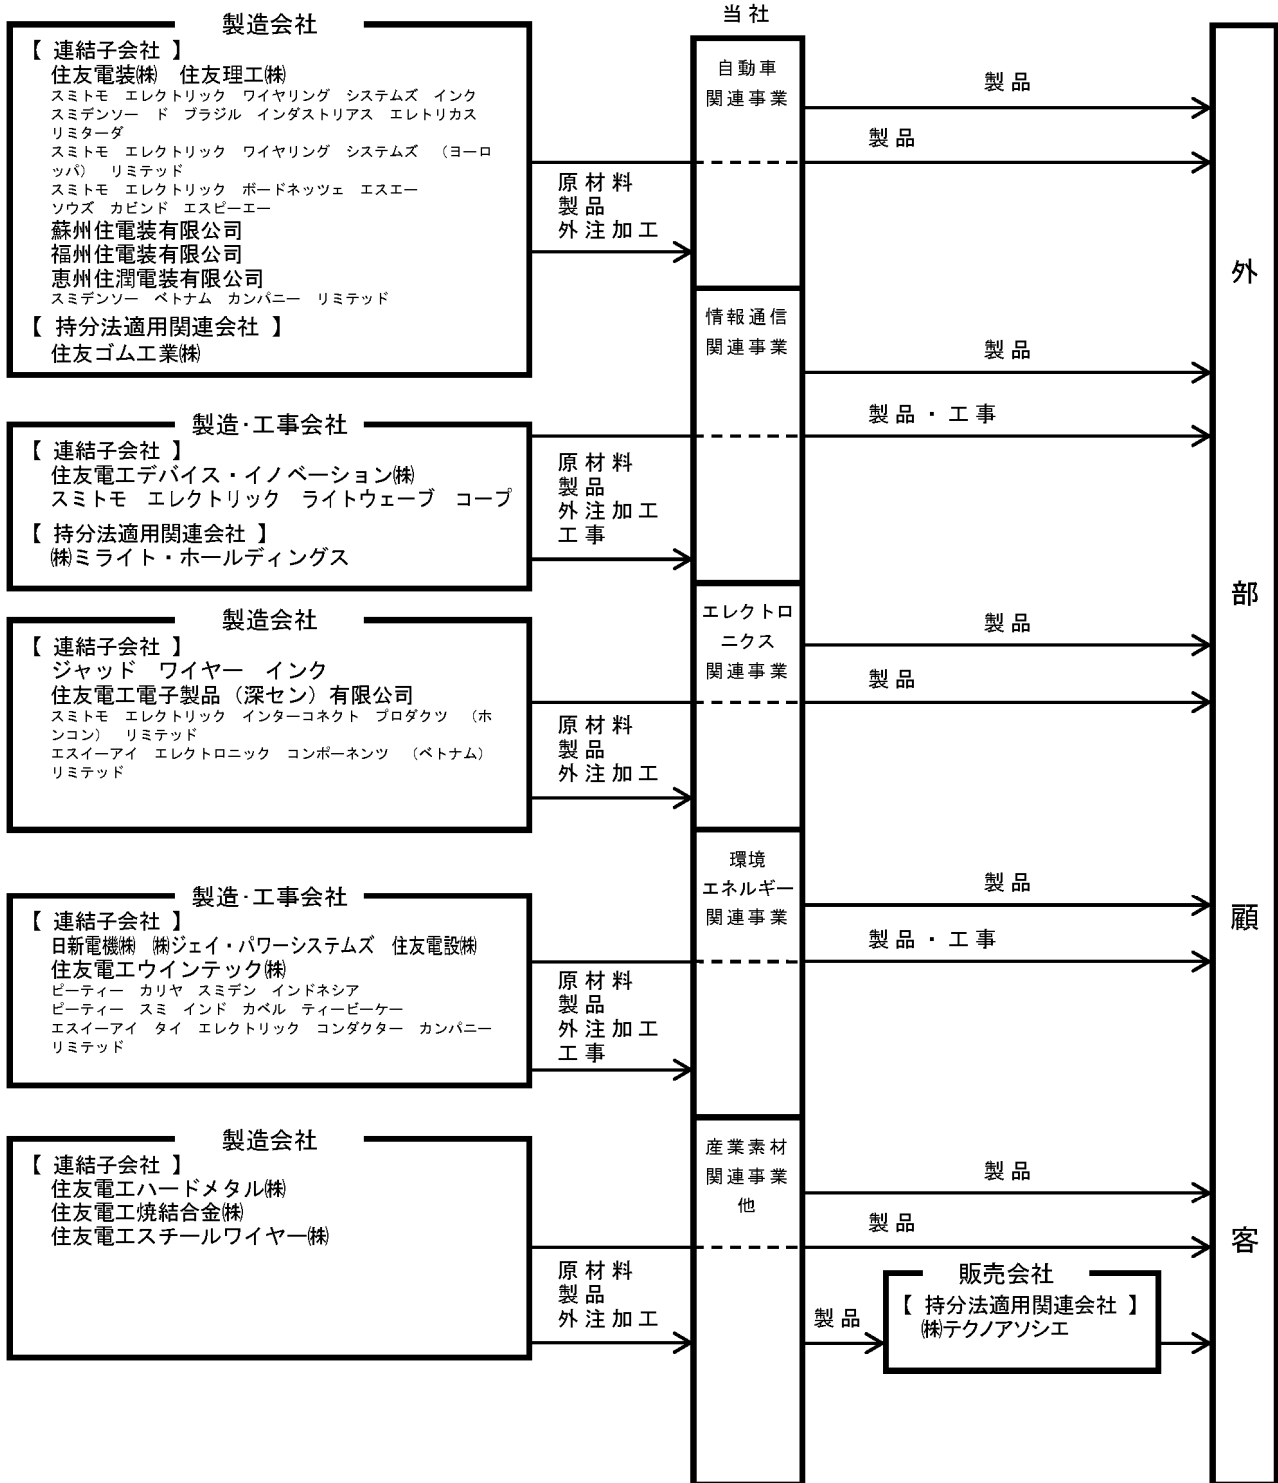 当社
製造会社
【 連結子会社 】
住友電装㈱　住友理工㈱
スミトモ　エレクトリック　ワイヤリング　システムズ　インク
スミデンソー　ド　ブラジル　インダストリアス　エレトリカス
リミターダ
スミトモ　エレクトリック　ワイヤリング　システムズ　（ヨーロ
ッパ）　リミテッド
スミトモ　エレクトリック　ボードネッツェ　エスエー
ソウズ　カビンド　エスピーエー
蘇州住電装有限公司
福州住電装有限公司
恵州住潤電装有限公司
スミデンソー　ベトナム　カンパニー　リミテッド
【 持分法適用関連会社 】
住友ゴム工業㈱
原材料
製品
外注加工
自動車
関連事業
製品
製品
製造・工事会社
【 連結子会社 】
住友電工デバイス・イノベーション㈱
スミトモ　エレクトリック　ライトウェーブ　コープ
【 持分法適用関連会社 】
㈱ミライト・ホールディングス
原材料
製品
外注加工
工事
情報通信
関連事業
製品
製品・工事
製造会社
【 連結子会社 】
ジャッド　ワイヤー　インク
住友電工電子製品（深セン）有限公司
スミトモ　エレクトリック　インターコネクト　プロダクツ　（ホ
ンコン）　リミテッド
エスイーアイ　エレクトロニック　コンポーネンツ　（ベトナム）
リミテッド
原材料
製品
外注加工
エレクトロ
ニクス
関連事業
製品
製品
製造・工事会社
【 連結子会社 】
日新電機㈱　㈱ジェイ・パワーシステムズ　住友電設㈱
住友電工ウインテック㈱
ピーティー　カリヤ　スミデン　インドネシア
ピーティー　スミ　インド　カベル　ティービーケー
エスイーアイ　タイ　エレクトリック　コンダクター　カンパニー
リミテッド
原材料
製品
外注加工
工事
環境
エネルギー
関連事業
製品
製品・工事
製造会社
【 連結子会社 】
住友電工ハードメタル㈱
住友電工焼結合金㈱
住友電工スチールワイヤー㈱
原材料
製品
外注加工
産業素材
関連事業
他
製品
製品
製品
販売会社
【 持分法適用関連会社 】
㈱テクノアソシエ
外
部
顧
客